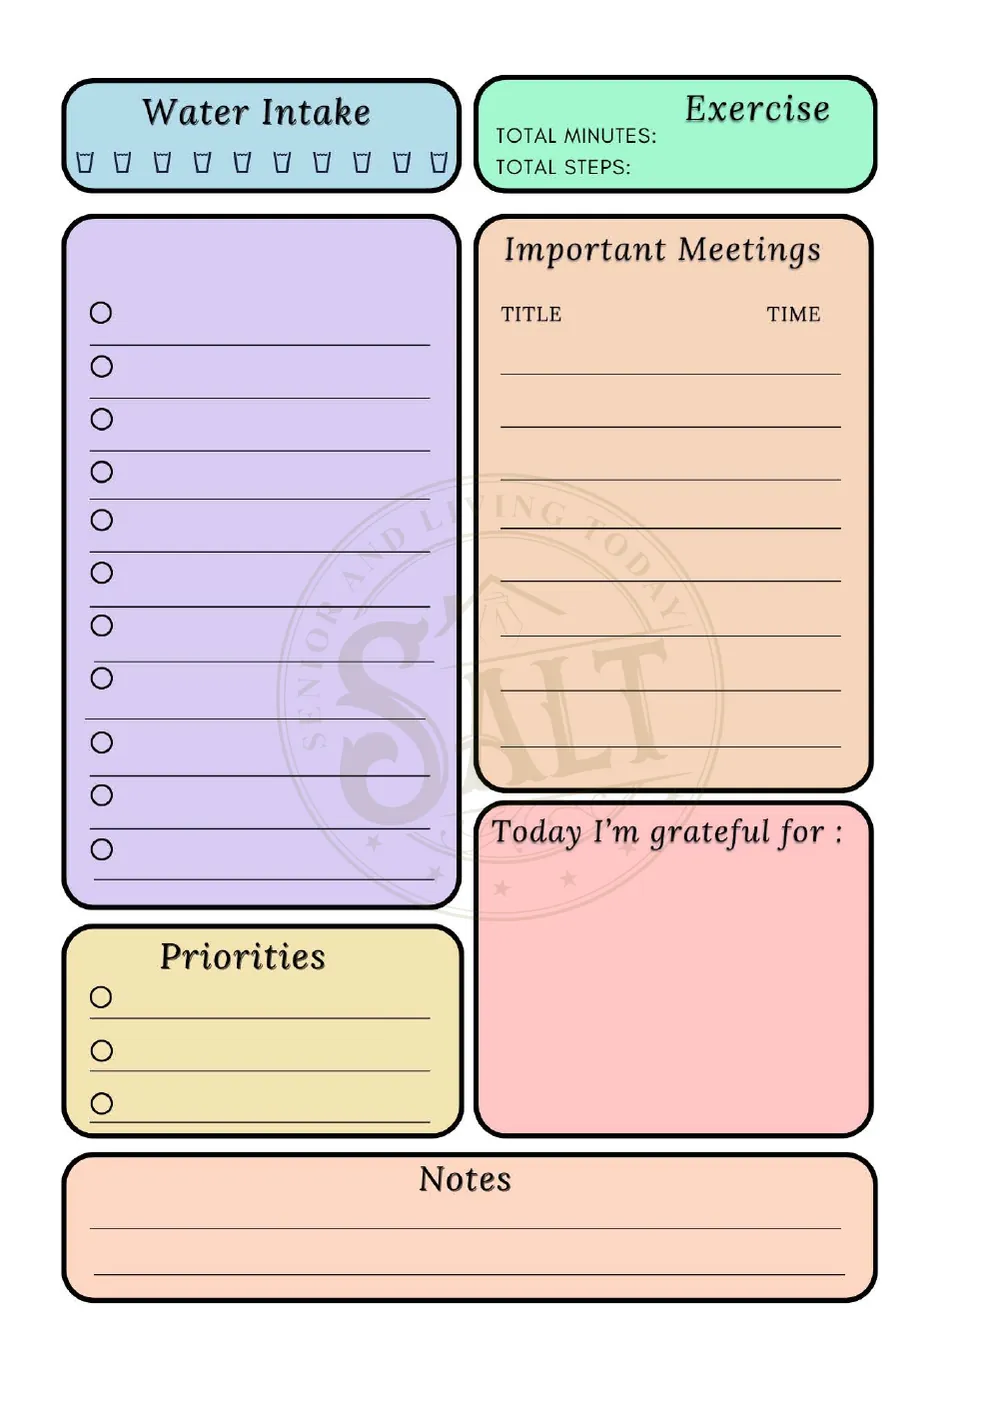 Water Intake
Exercise
TOTAL MINUTES:
TOTAL STEPS:
Important Meetings
TITLE TIME
SENIOR AND LIVING TODAY
SALT
Today I'm grateful for :
Priorities
Notes